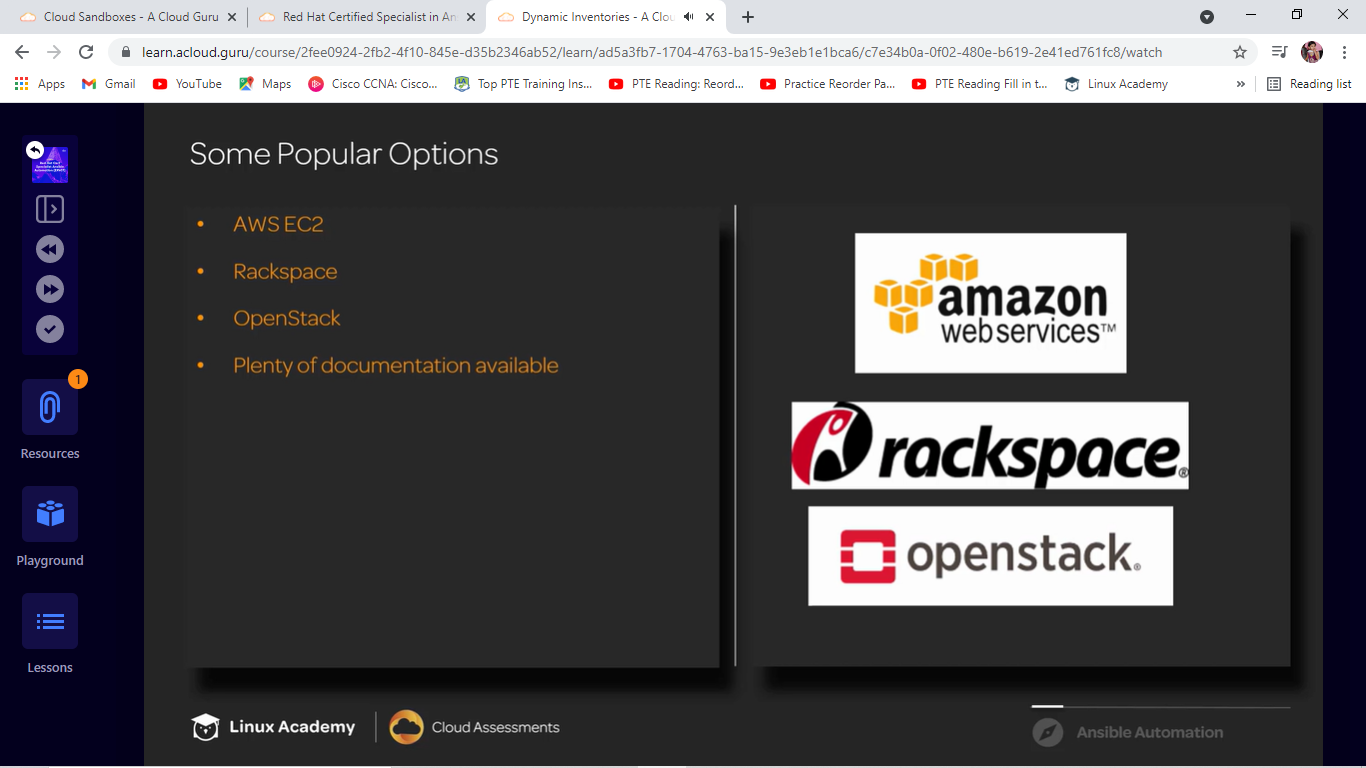 Cloud Sandboxes - A Cloud Guru
Red Hat Certified Specialist in An
Dynamic Inventories - A Clou
learn.acloud.guru/course/2fee0924-2fb2-4f10-845e-d35b2346ab52/learn/ad5a3fb7-1704-4763-ba15-9e3eb1e1bca6/c7e34b0a-0f02-480e-b619-2e41ed761fc8/watch
Apps
Gmail
YouTube
Maps
Cisco CCNA: Cisco...
Top PTE Training Ins...
PTE Reading: Reord...
Practice Reorder Pa...
PTE Reading Fill in t...
Linux Academy
»
Reading list
1
Resources
Playground
Lessons
Some Popular Options
• AWS EC2
• Rackspace
• OpenStack
• Plenty of documentation available
amazon
webservices™
rackspace®
openstack®
Linux Academy
Cloud Assessments
Ansible Automation